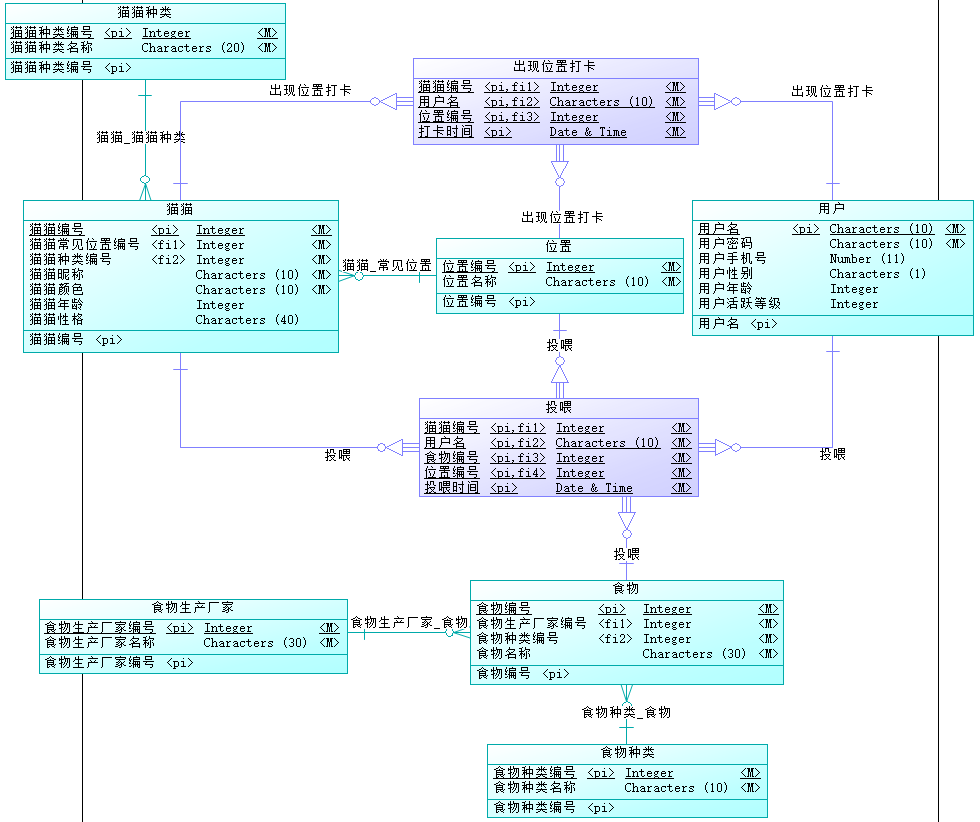 猫猫种类
猫猫种类编号 <pi> Integer <M>
猫猫种类名称 Characters (20) <M>
猫猫种类编号 <pi>
猫猫_猫猫种类
出现位置打卡
出现位置打卡
猫猫编号 <pi,fi1> Integer <M>
用户名 <pi,fi2> Characters (10) <M>
位置编号 <pi,fi3> Integer <M>
打卡时间 <pi> Date & Time <M>
出现位置打卡
出现位置打卡
猫猫
猫猫编号 <pi> Integer <M>
猫猫常见位置编号 <fi1> Integer <M>
猫猫种类编号 <fi2> Integer <M>
猫猫昵称 Characters (10) <M>
猫猫颜色 Characters (10) <M>
猫猫年龄 Integer
猫猫性格 Characters (40)
猫猫编号 <pi>
猫猫_常见位置
位置
位置编号 <pi> Integer <M>
位置名称 Characters (10) <M>
位置编号 <pi>
用户
用户名 <pi> Characters (10) <M>
用户密码 Characters (10) <M>
用户手机号 Number (11)
用户性别 Characters (1)
用户年龄 Integer
用户活跃等级 Integer
用户名 <pi>
投喂
投喂
投喂
猫猫编号 <pi,fi1> Integer <M>
用户名 <pi,fi2> Characters (10) <M>
食物编号 <pi,fi3> Integer <M>
位置编号 <pi,fi4> Integer <M>
投喂时间 <pi> Date & Time <M>
投喂
投喂
食物生产厂家
食物生产厂家编号 <pi> Integer <M>
食物生产厂家名称 Characters (30) <M>
食物生产厂家编号 <pi>
食物生产厂家_食物
食物
食物编号 <pi> Integer <M>
食物生产厂家编号 <fi1> Integer <M>
食物种类编号 <fi2> Integer <M>
食物名称 Characters (30) <M>
食物编号 <pi>
食物种类_食物
食物种类
食物种类编号 <pi> Integer <M>
食物种类名称 Characters (10) <M>
食物种类编号 <pi>